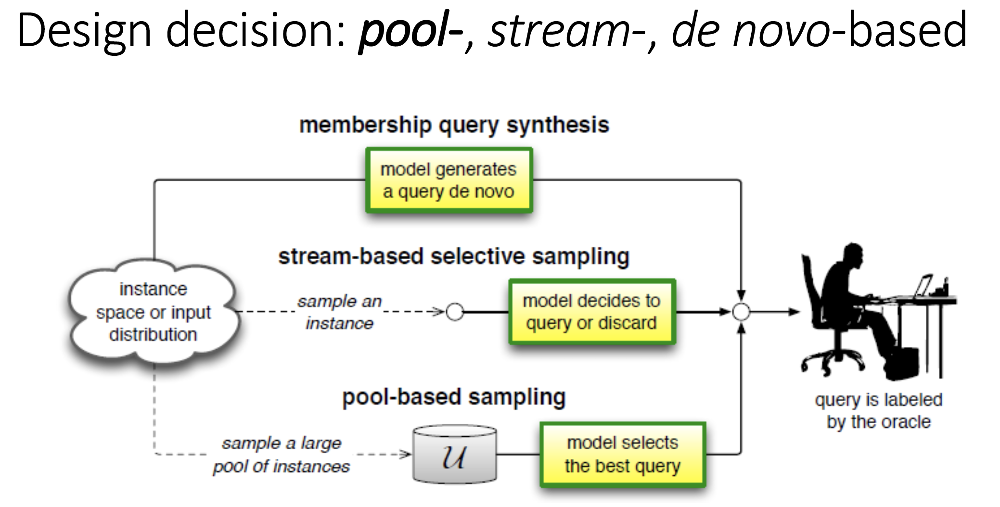 Design decision: pool-, stream-, de novo-based
membership query synthesis
model generates
a query de novo
stream-based selective sampling
instance
space or input
distribution
sample an
instance
model decides to
query or discard
pool-based sampling
sample a large
pool of instances
U
model selects
the best query
query is labeled
by the oracle